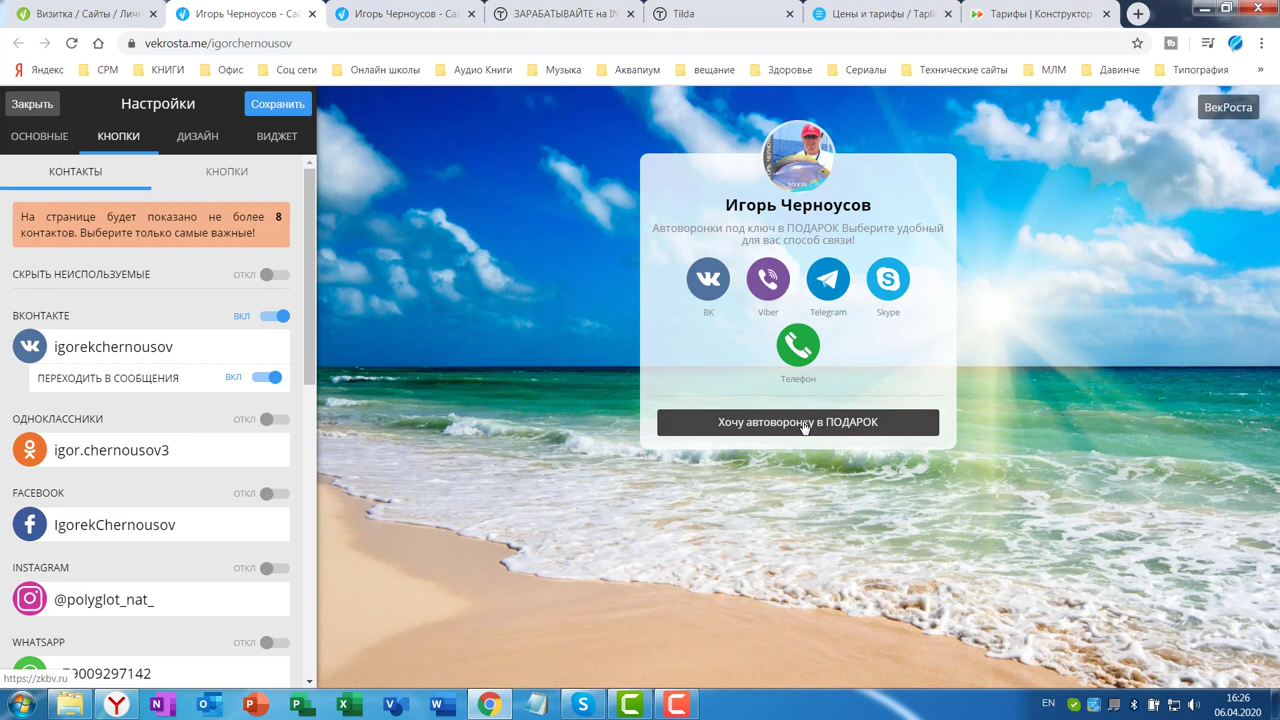 Визитка / Сайты / Личн
Игорь Черноусов - Сай
Игорь Черноусов - Са
ЗАРАБАТЫВАЙТЕ на IN
Tilda
Цены и тарифы / Taplin
Тарифы | Конструктор
vekrosta.me/igorchernousov
Яндекс
СРМ
КНИГИ
Офис
Соц сети
Онлайн школы
Аудио Книги
Музыка
Аквапиум
вещание
Здоровье
Сериалы
Технические сайты
МЛМ
Давинче
Типография
»
Закрыть
Настройки
Сохранить
ОСНОВНЫЕ
КНОПКИ
ДИЗАЙН
ВИДЖЕТ
КОНТАКТЫ
КНОПКИ
На странице будет показано не более 8
контактов. Выберите только самые важные!
СКРЫТЬ НЕИСПОЛЬЗУЕМЫЕ ОТКЛ
ВКОНТАКТЕ ВКЛ
igorekchernousov
ПЕРЕХОДИТЬ В СООБЩЕНИЯ ВКЛ
ОДНОКЛАССНИКИ ОТКЛ
igor.chernousov3
FACEBOOK ОТКЛ
IgorekChernousov
INSTAGRAM ОТКЛ
@polyglot_nat_
WHATSAPP ОТКЛ
9009297142
https://zkbv.ru
ВекРоста
Игорь Черноусов
Автоворонки под ключ в ПОДАРОК Выберите удобный
для вас способ связи!
ВК
Viber
Telegram
Skype
Телефон
Хочу автоворонку в ПОДАРОК
EN
16:26
06.04.2020